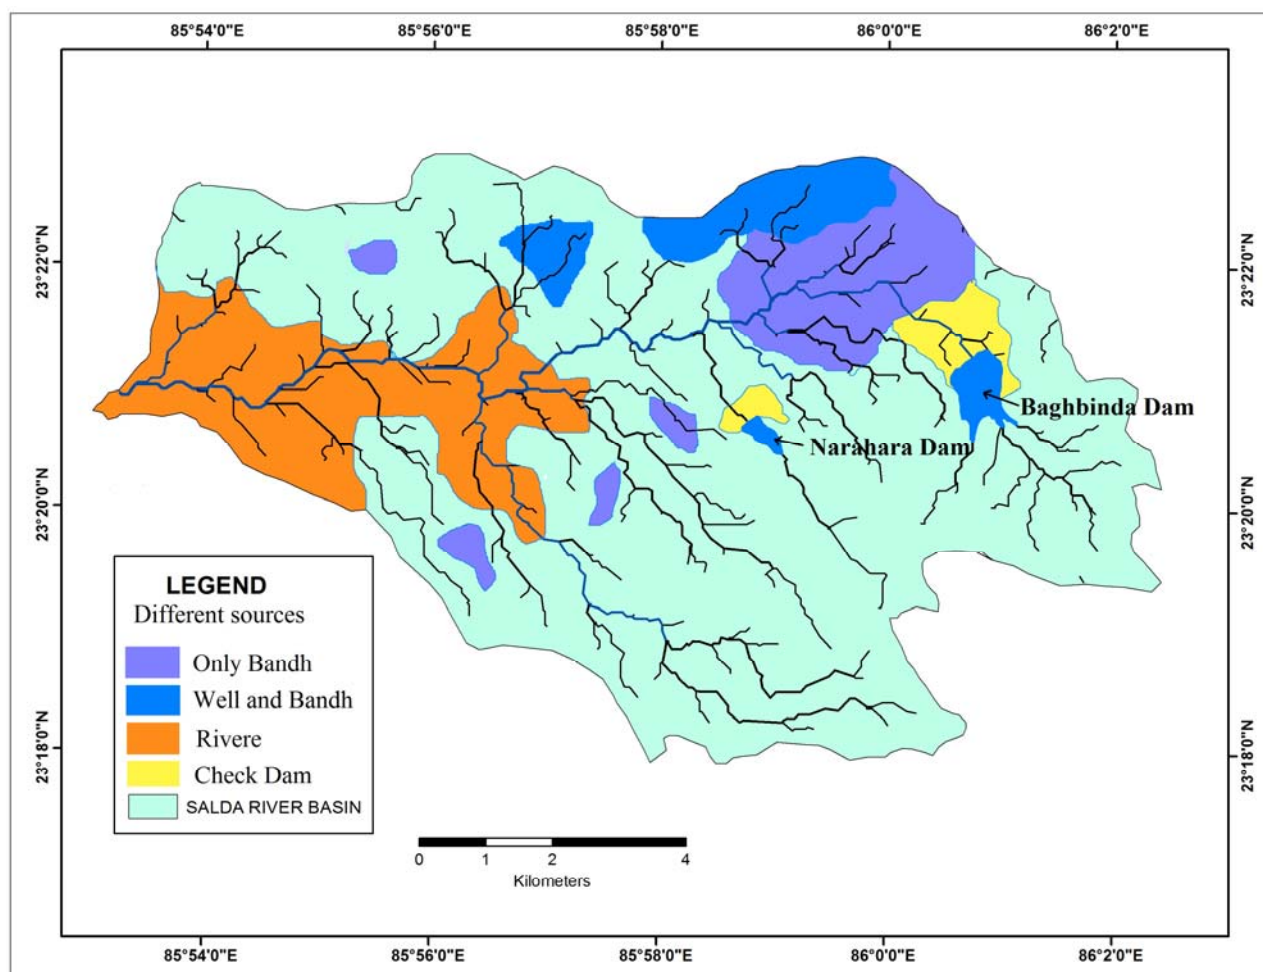 85°54'0"E
85°56'0"E
85°58'0"E
86°0'0"E
86°2'0"E
23°22'0"N
23°22'0"N
Baghbinda Dam
Narahara Dam
23°20'0"N
23°20'0"N
LEGEND
Different sources
Only Bandh
Well and Bandh
Rivere
Check Dam
SALDA RIVER BASIN
23°18'0"N
23°18'0"N
0 1 2 4
Kilometers
85°54'0"E
85°56'0"E
85°58'0"E
86°0'0"E
86°2'0"E